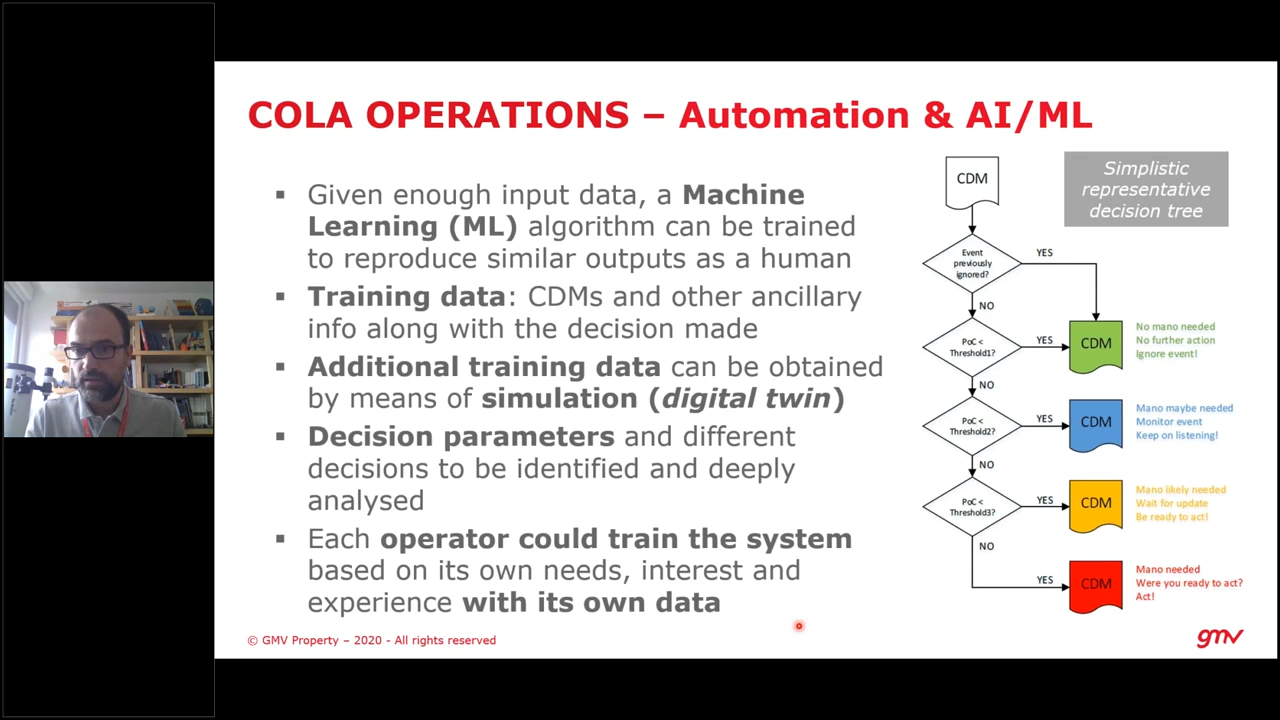 COLA OPERATIONS – Automation & AI/ML
▪ Given enough input data, a Machine
Learning (ML) algorithm can be trained
to reproduce similar outputs as a human
▪ Training data: CDMs and other ancillary
info along with the decision made
▪ Additional training data can be obtained
by means of simulation (digital twin)
▪ Decision parameters and different
decisions to be identified and deeply
analysed
▪ Each operator could train the system
based on its own needs, interest and
experience with its own data
Simplistic
representative
decision tree
CDM
Event
previously
ignored?
YES
NO
CDM
No mano needed
No further action
Ignore event!
PoC <
Threshold1?
YES
NO
CDM
Mano maybe needed
Monitor event
Keep on listening!
PoC <
Threshold2?
YES
NO
CDM
Mano likely needed
Wait for update
Be ready to act!
PoC <
Threshold3?
YES
NO
YES
CDM
Mano needed
Were you ready to act?
Act!
© GMV Property – 2020 - All rights reserved
gmv